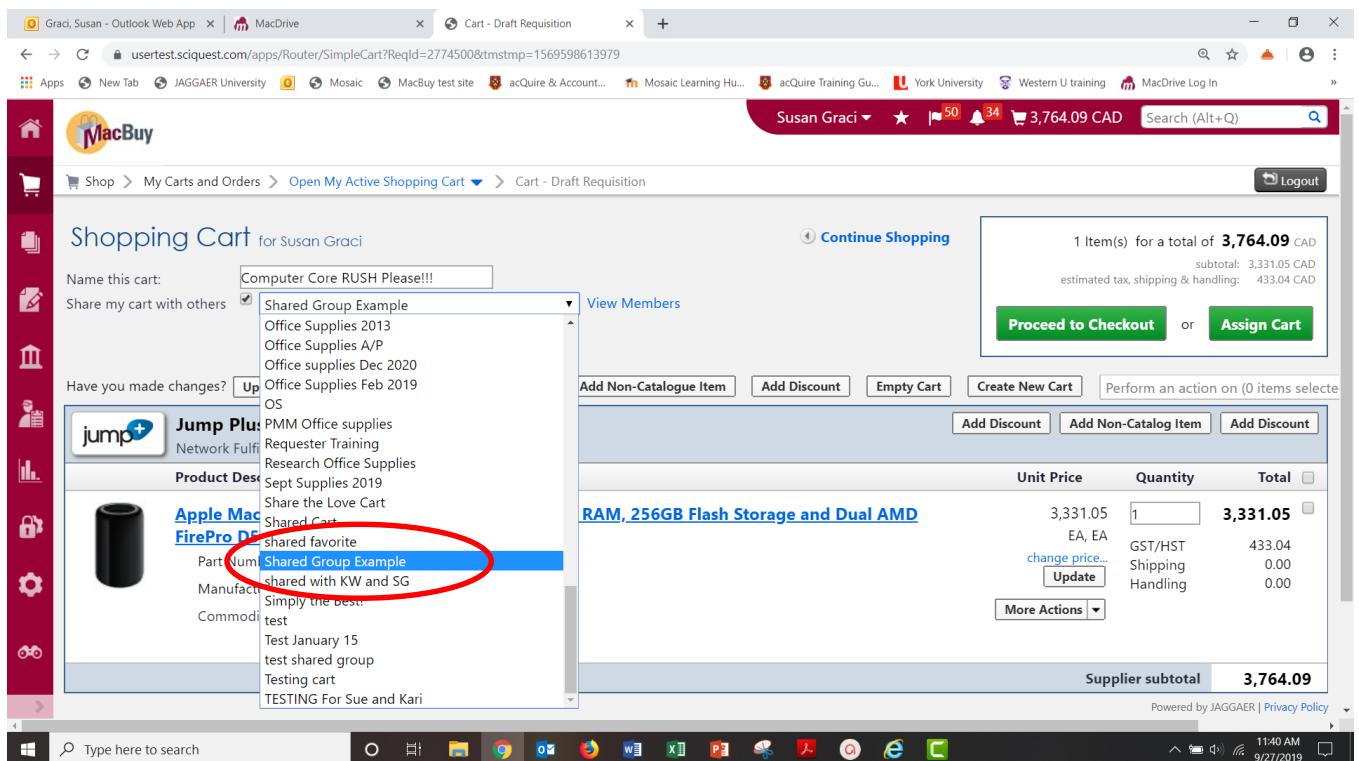 Graci, Susan - Outlook Web App
MacDrive
Cart - Draft Requisition
usertest.sciquest.com/apps/Router/SimpleCart?ReqId=2774500&tmstmp=1569598613979
Apps
New Tab
JAGGAER University
Mosaic
MacBuy test site
acQuire & Account...
Mosaic Learning Hu...
acQuire Training Gu...
York University
Western U training
MacDrive Log In
»
MacBuy
Susan Graci
50
34
3,764.09 CAD
Search (Alt+Q)
Shop > My Carts and Orders > Open My Active Shopping Cart > Cart - Draft Requisition
Logout
Shopping Cart for Susan Graci
Continue Shopping
1 Item(s) for a total of 3,764.09 CAD
subtotal: 3,331.05 CAD
estimated tax, shipping & handling: 433.04 CAD
Proceed to Checkout or Assign Cart
Name this cart: Computer Core RUSH Please!!!
Share my cart with others Shared Group Example View Members
Office Supplies 2013
Office Supplies A/P
Office supplies Dec 2020
Office Supplies Feb 2019
OS
PMM Office supplies
Requester Training
Research Office Supplies
Sept Supplies 2019
Share the Love Cart
Shared Cart
shared favorite
Shared Group Example
shared with KW and SG
Simply the Best!
test
Test January 15
test shared group
Testing cart
TESTING For Sue and Kari
Have you made changes? Up
Add Non-Catalogue Item
Add Discount
Empty Cart
Create New Cart
Perform an action on (0 items selecte
jump+
Jump Plu
Network Fulfi
Add Discount
Add Non-Catalog Item
Add Discount
Product Des
Unit Price
Quantity
Total
Apple Mac RAM, 256GB Flash Storage and Dual AMD
FirePro D
Part Num
Manufact
Commodi
3,331.05
EA, EA
change price...
Update
More Actions
1
3,331.05
GST/HST 433.04
Shipping 0.00
Handling 0.00
Supplier subtotal 3,764.09
Powered by JAGGAER | Privacy Policy
Type here to search
11:40 AM
9/27/2019